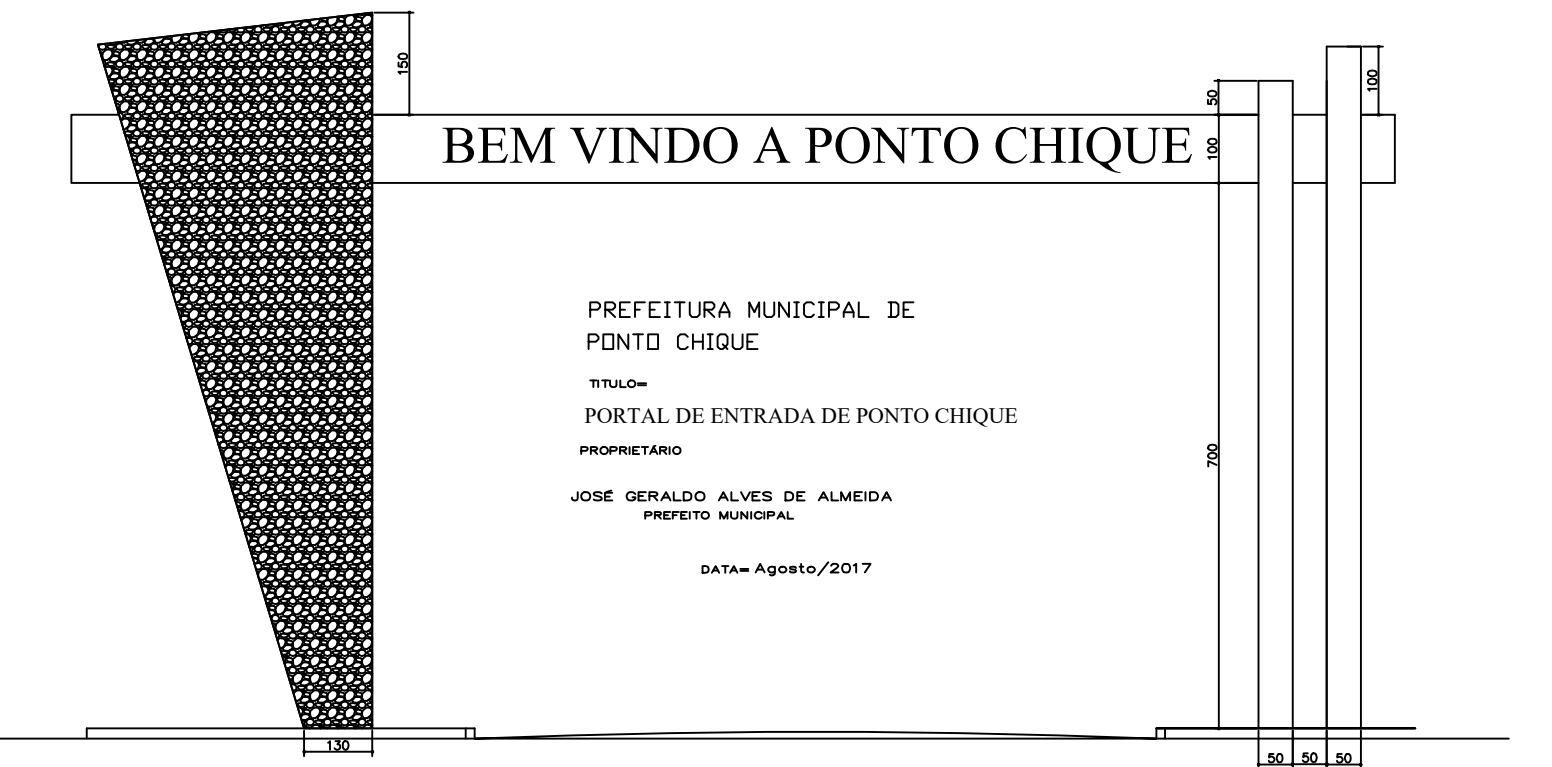 150
50
100
BEM VINDO A PONTO CHIQUE
100
PREFEITURA MUNICIPAL DE
PONTO CHIQUE
TITULO=
PORTAL DE ENTRADA DE PONTO CHIQUE
PROPRIETÁRIO
700
JOSÉ GERALDO ALVES DE ALMEIDA
PREFEITO MUNICIPAL
DATA= Agosto/2017
130
50 50 50